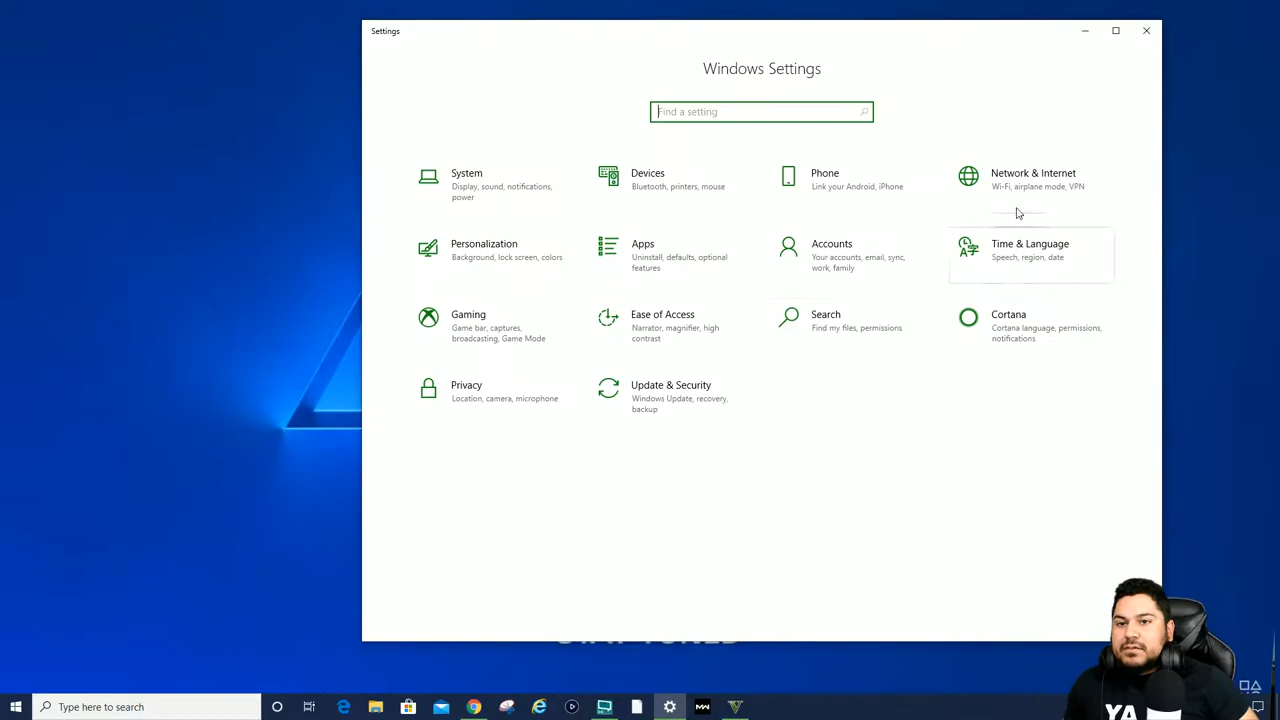 Settings
Windows Settings
Find a setting
System
Display, sound, notifications,
power
Devices
Bluetooth, printers, mouse
Phone
Link your Android, iPhone
Network & Internet
Wi-Fi, airplane mode, VPN
Personalization
Background, lock screen, colors
Apps
Uninstall, defaults, optional
features
Accounts
Your accounts, email, sync,
work, family
Time & Language
Speech, region, date
Gaming
Game bar, captures,
broadcasting, Game Mode
Ease of Access
Narrator, magnifier, high
contrast
Search
Find my files, permissions
Cortana
Cortana language, permissions,
notifications
Privacy
Location, camera, microphone
Update & Security
Windows Update, recovery,
backup
STAY TUNED
Type here to search
MW
YA